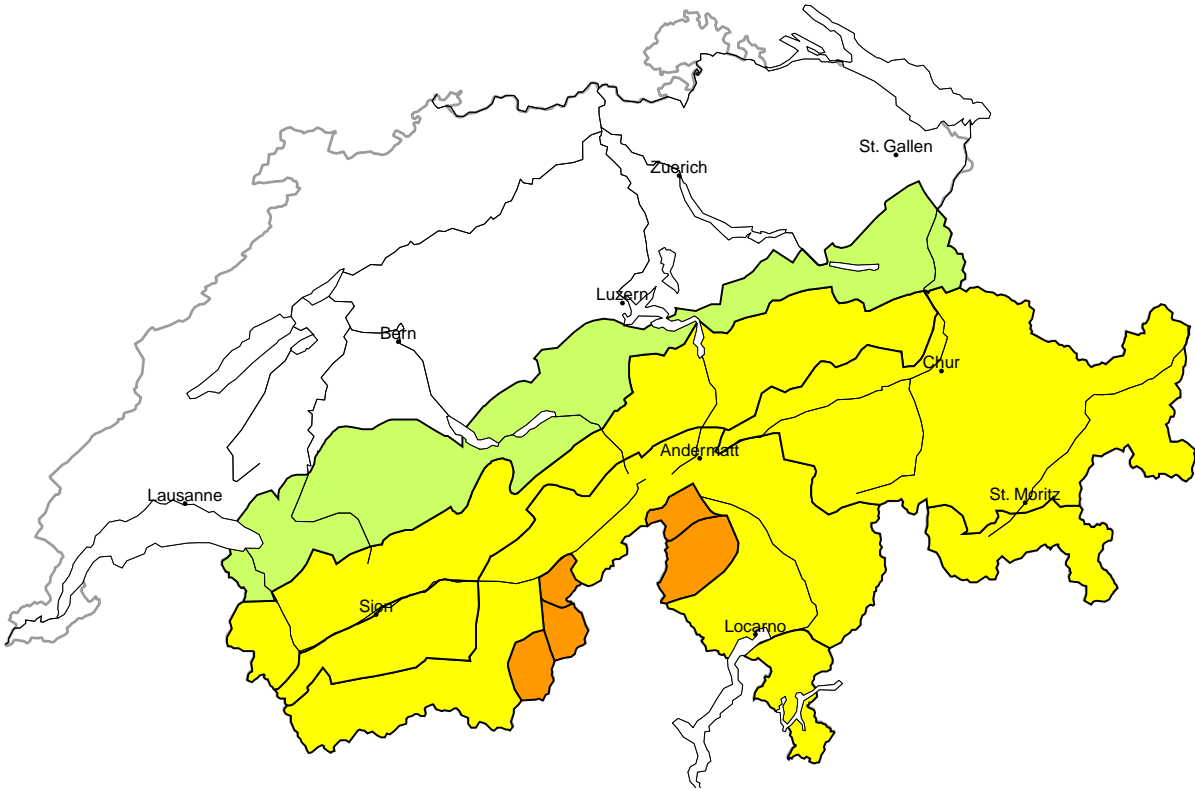 St. Gallen
Zuerich
Luzern
Bern
Chur
Andermatt
Lausanne
St. Moritz
Sion
Locarno